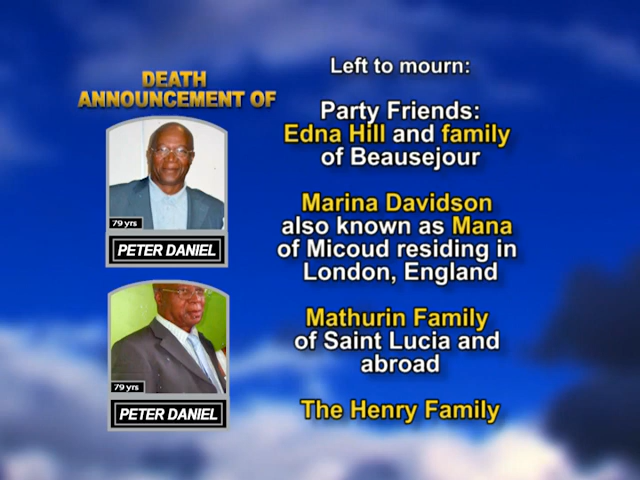 DEATH
ANNOUNCEMENT OF
79 yrs
PETER DANIEL
79 yrs
PETER DANIEL
Left to mourn:
Party Friends:
Edna Hill and family
of Beausejour
Marina Davidson
also known as Mana
of Micoud residing in
London, England
Mathurin Family
of Saint Lucia and
abroad
The Henry Family